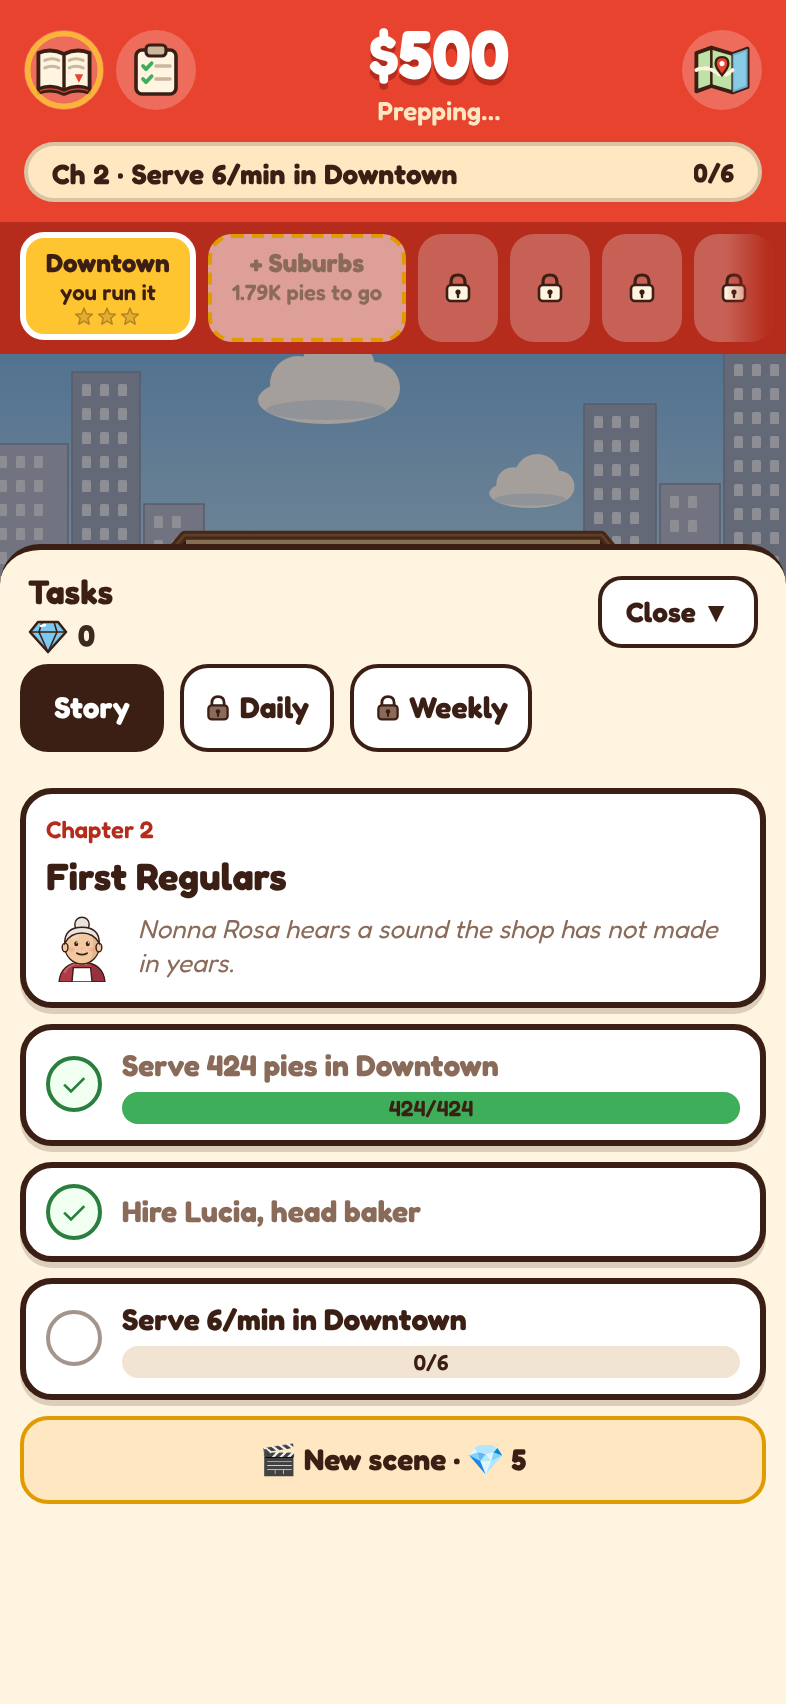 $500
Prepping...
Ch 2 · Serve 6/min in Downtown 0/6
Downtown
you run it
+ Suburbs
1.79K pies to go
Tasks
0
Close ▼
Story
Daily
Weekly
Chapter 2
First Regulars
Nonna Rosa hears a sound the shop has not made
in years.
Serve 424 pies in Downtown
424/424
Hire Lucia, head baker
Serve 6/min in Downtown
0/6
🎬 New scene · 💎 5